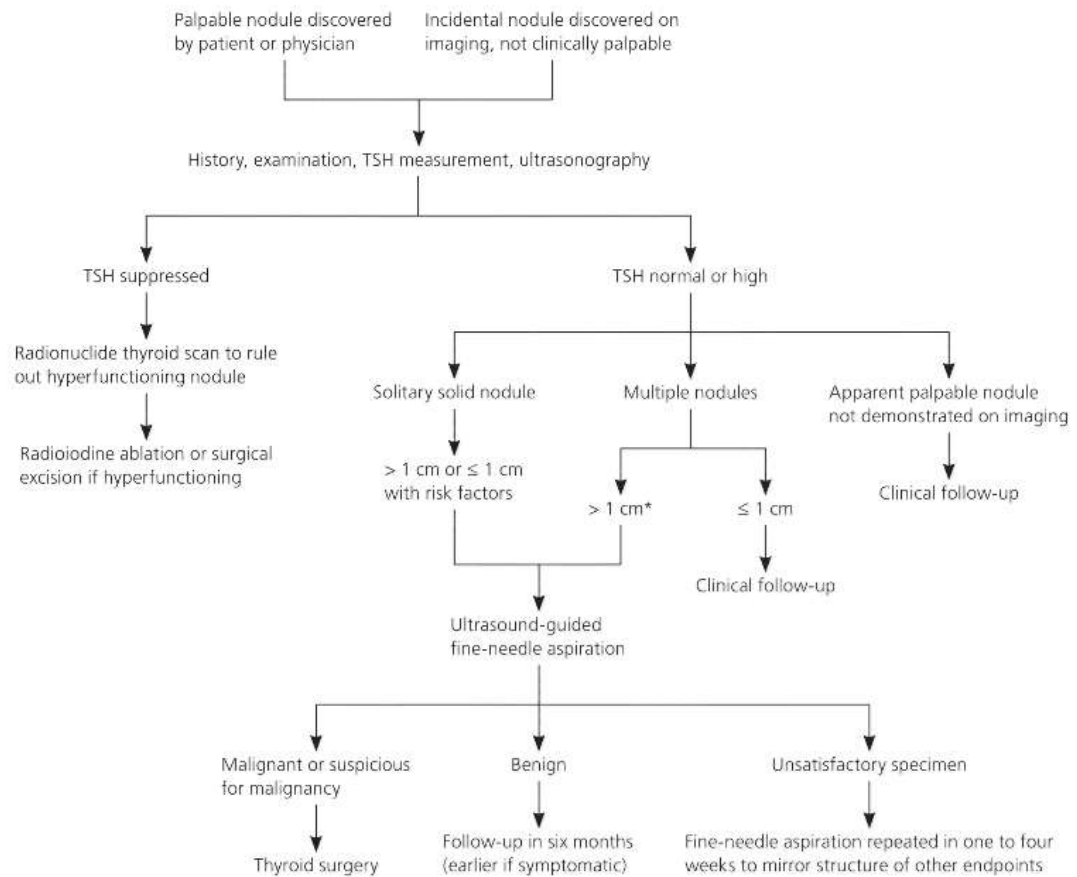 Palpable nodule discovered
by patient or physician
Incidental nodule discovered on
imaging, not clinically palpable
History, examination, TSH measurement, ultrasonography
TSH suppressed
TSH normal or high
Radionuclide thyroid scan to rule
out hyperfunctioning nodule
Radioiodine ablation or surgical
excision if hyperfunctioning
Solitary solid nodule
Multiple nodules
Apparent palpable nodule
not demonstrated on imaging
> 1 cm or ≤ 1 cm
with risk factors
> 1 cm*
≤ 1 cm
Clinical follow-up
Clinical follow-up
Ultrasound-guided
fine-needle aspiration
Malignant or suspicious
for malignancy
Benign
Unsatisfactory specimen
Thyroid surgery
Follow-up in six months
(earlier if symptomatic)
Fine-needle aspiration repeated in one to four
weeks to mirror structure of other endpoints